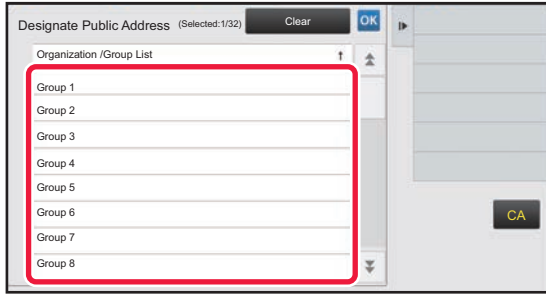 Designate Public Address (Selected:1/32) Clear OK
Organization /Group List
Group 1
Group 2
Group 3
Group 4
Group 5
Group 6
Group 7
Group 8
CA